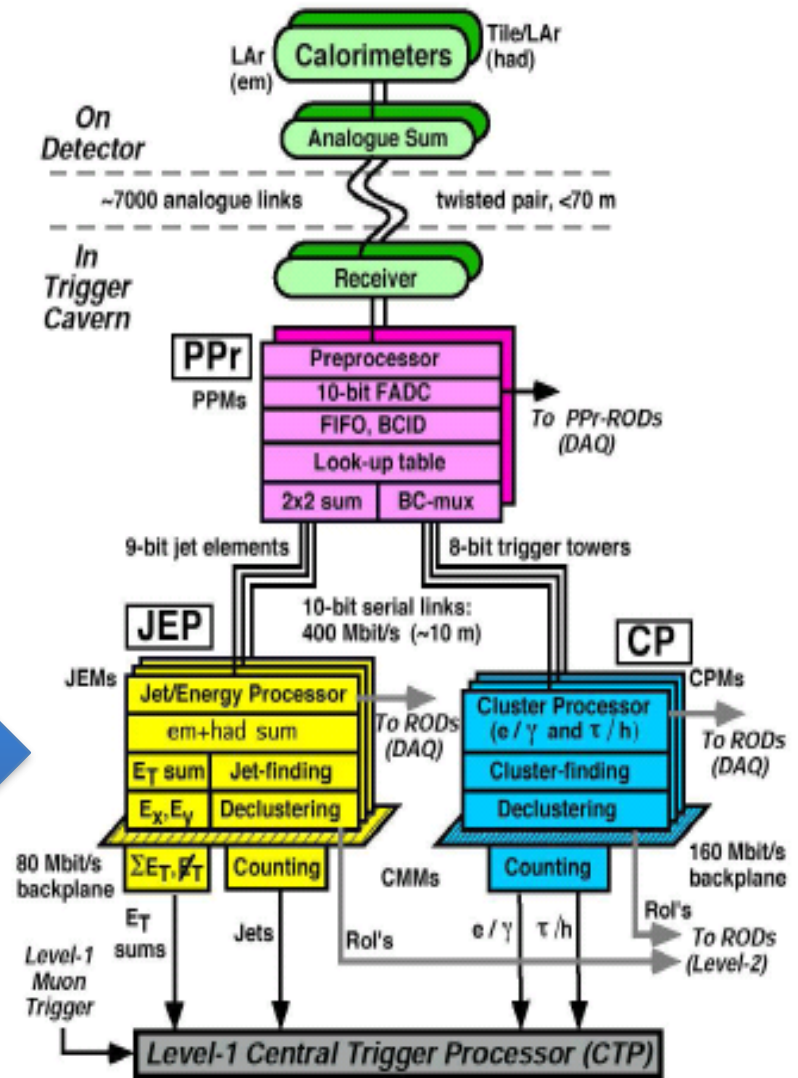 LAr
(em)
Calorimeters
Tile/LAr
(had)
On
Detector
Analogue Sum
~7000 analogue links
twisted pair, <70 m
In
Trigger
Cavern
Receiver
PPr
PPMs
Preprocessor
10-bit FADC
FIFO, BCID
Look-up table
2x2 sum
BC-mux
To PPr-RODs
(DAQ)
9-bit jet elements
8-bit trigger towers
10-bit serial links:
400 Mbit/s (~10 m)
JEP
CP
JEMs
Jet/Energy Processor
em+had sum
ET sum
Jet-finding
Ex,Ey
Declustering
To RODs
(DAQ)
CPMs
Cluster Processor
(e / γ and τ / h)
Cluster-finding
Declustering
To RODs
(DAQ)
80 Mbit/s
backplane
ΣET, E̸T
Counting
CMMs
Counting
160 Mbit/s
backplane
ET
sums
Jets
RoI's
e / γ
τ /h
RoI's
To RODs
(Level-2)
Level-1
Muon
Trigger
Level-1 Central Trigger Processor (CTP)